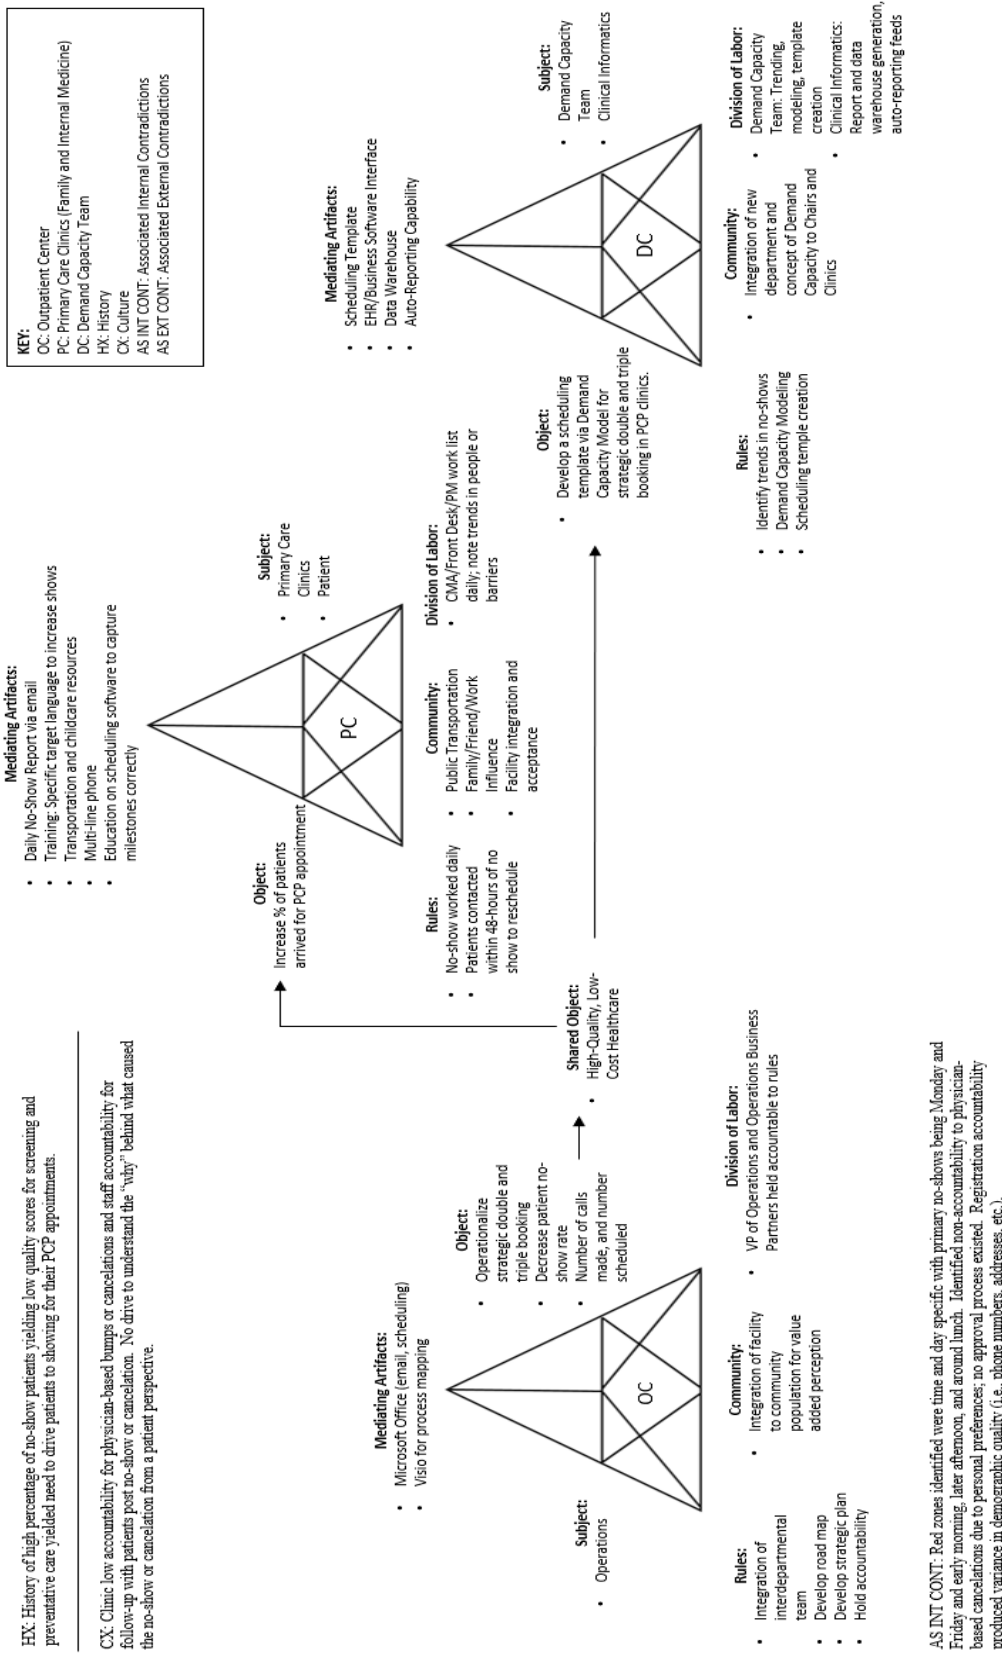 HX: History of high percentage of no-show patients yielding low quality scores for screening and
preventative care yielded need to drive patients to showing for their PCP appointments.
CX: Clinic low accountability for physician-based bumps or cancelations and staff accountability for
follow-up with patients post no-show or cancelation. No drive to understand the "why" behind what caused
the no-show or cancelation from a patient perspective.
Mediating Artifacts:
• Daily No-Show Report via email
• Training: Specific target language to increase shows
• Transportation and childcare resources
• Multi-line phone
• Education on scheduling software to capture
milestones correctly
KEY:
OC: Outpatient Center
PC: Primary Care Clinics (Family and Internal Medicine)
DC: Demand Capacity Team
HX: History
CX: Culture
AS INT CONT: Associated Internal Contradictions
AS EXT CONT: Associated External Contradictions
Object:
• Increase % of patients
arrived for PCP appointment
PC
Subject:
• Primary Care
Clinics
• Patient
Rules:
• No-show worked daily
• Patients contacted
within 48-hours of no
show to reschedule
Community:
• Public Transportation
• Family/Friend/Work
Influence
• Facility integration and
acceptance
Division of Labor:
• CMA/Front Desk/PM work list
daily; note trends in people or
barriers
Mediating Artifacts:
• Microsoft Office (email, scheduling)
• Visio for process mapping
Subject:
• Operations
OC
Object:
• Operationalize
strategic double and
triple booking
• Decrease patient no-
show rate
• Number of calls
made, and number
scheduled
Shared Object:
• High-Quality, Low-
Cost Healthcare
Rules:
• Integration of
interdepartmental
team
• Develop road map
• Develop strategic plan
• Hold accountability
Community:
• Integration of facility
to community
population for value
added perception
Division of Labor:
• VP of Operations and Operations Business
Partners held accountable to rules
Mediating Artifacts:
• Scheduling Template
• EHR/Business Software Interface
• Data Warehouse
• Auto-Reporting Capability
Object:
• Develop a scheduling
template via Demand
Capacity Model for
strategic double and triple
booking in PCP clinics.
DC
Subject:
• Demand Capacity
Team
• Clinical Informatics
Rules:
• Identify trends in no-shows
• Demand Capacity Modeling
• Scheduling temple creation
Community:
• Integration of new
department and
concept of Demand
Capacity to Chairs and
Clinics
Division of Labor:
• Demand Capacity
Team: Trending,
modeling, template
creation
• Clinical Informatics:
Report and data
warehouse generation,
auto-reporting feeds
AS INT CONT: Red zones identified were time and day specific with primary no-shows being Monday and
Friday and early morning, later afternoon, and around lunch. Identified non-accountability to physician-
based cancelations due to personal preferences; no approval process existed. Registration accountability
produced variance in demographic quality (i.e., phone numbers, addresses, etc.).